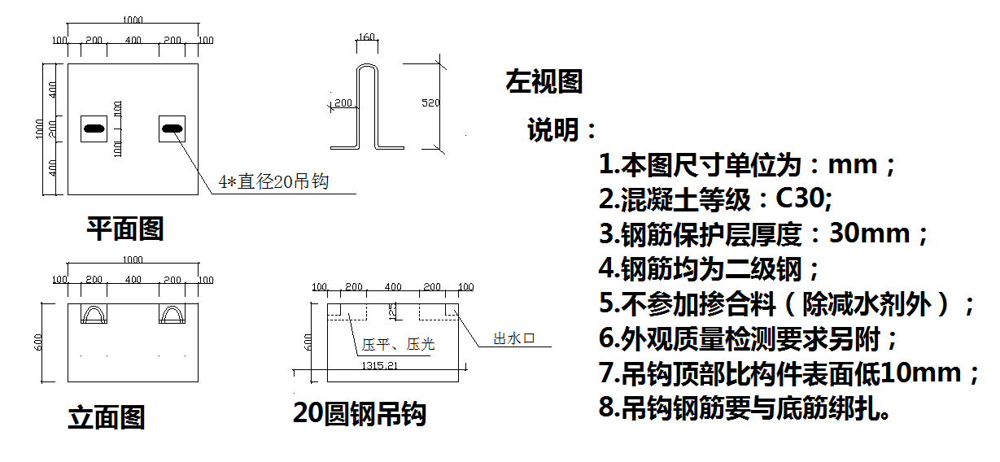 1000
100 200 400 200 100
400
1000
200
400
100
100
4*直径20吊钩
平面图
160
200
520
左视图
说明：
1.本图尺寸单位为：mm；
2.混凝土等级：C30;
3.钢筋保护层厚度：30mm；
4.钢筋均为二级钢；
5.不参加掺合料（除减水剂外）；
6.外观质量检测要求另附；
7.吊钩顶部比构件表面低10mm；
8.吊钩钢筋要与底筋绑扎。
1000
100 200 400 200 100
600
立面图
100 200 400 200 100
125
600
压平、压光
出水口
1315.21
20圆钢吊钩